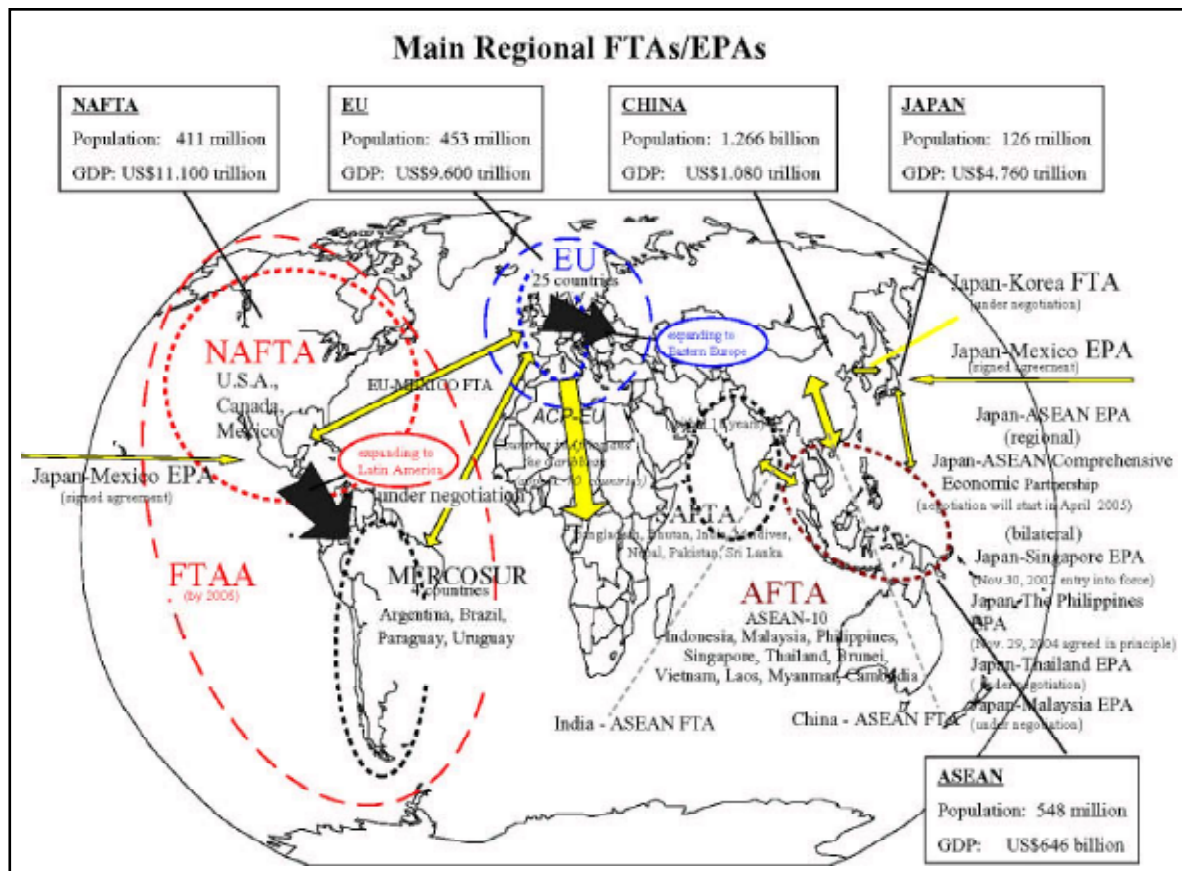 Main Regional FTAs/EPAs
NAFTA
Population: 411 million
GDP: US$11.100 trillion
EU
Population: 453 million
GDP: US$9.600 trillion
CHINA
Population: 1.266 billion
GDP: US$1.080 trillion
JAPAN
Population: 126 million
GDP: US$4.760 trillion
EU
25 countries
expanding to
Eastern Europe
NAFTA
U.S.A.,
Canada,
Mexico
EU-MEXICO FTA
ACP-EU
expanding to
Latin America
under negotiation
Japan-Mexico EPA
(signed agreement)
FTAA
(by 2005)
MERCOSUR
4 countries
Argentina, Brazil,
Paraguay, Uruguay
SAFTA
Bangladesh, Bhutan, India, Maldives,
Nepal, Pakistan, Sri Lanka
AFTA
ASEAN-10
Indonesia, Malaysia, Philippines,
Singapore, Thailand, Brunei,
Vietnam, Laos, Myanmar, Cambodia
India - ASEAN FTA
China - ASEAN FTA
Japan-Korea FTA
(under negotiation)
Japan-Mexico EPA
(signed agreement)
Japan-ASEAN EPA
(regional)
Japan-ASEAN Comprehensive
Economic Partnership
(negotiation will start in April 2005)
(bilateral)
Japan-Singapore EPA
(Nov.30, 2002 entry into force)
Japan-The Philippines
EPA
(Nov. 29, 2004 agreed in principle)
Japan-Thailand EPA
(under negotiation)
Japan-Malaysia EPA
(under negotiation)
ASEAN
Population: 548 million
GDP: US$646 billion